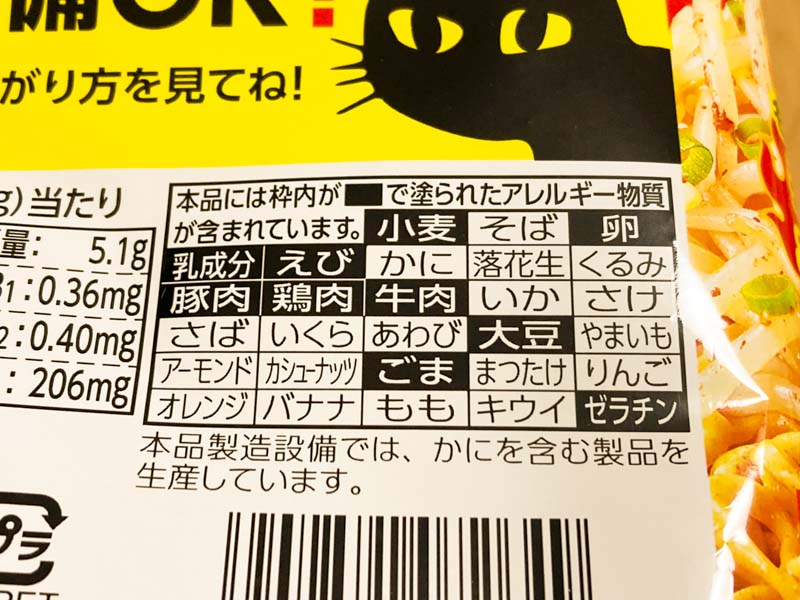 備OK!
がり方を見てね!
g)当たり
量: 5.1g
B1:0.36mg
2:0.40mg
: 206mg
本品には枠内が■で塗られたアレルギー物質
が含まれています。 小麦 そば 卵
乳成分 えび かに 落花生 くるみ
豚肉 鶏肉 牛肉 いか さけ
さば いくら あわび 大豆 やまいも
アーモンド カシューナッツ ごま まつたけ りんご
オレンジ バナナ もも キウイ ゼラチン
本品製造設備では、かにを含む製品を
生産しています。
プラ
PET